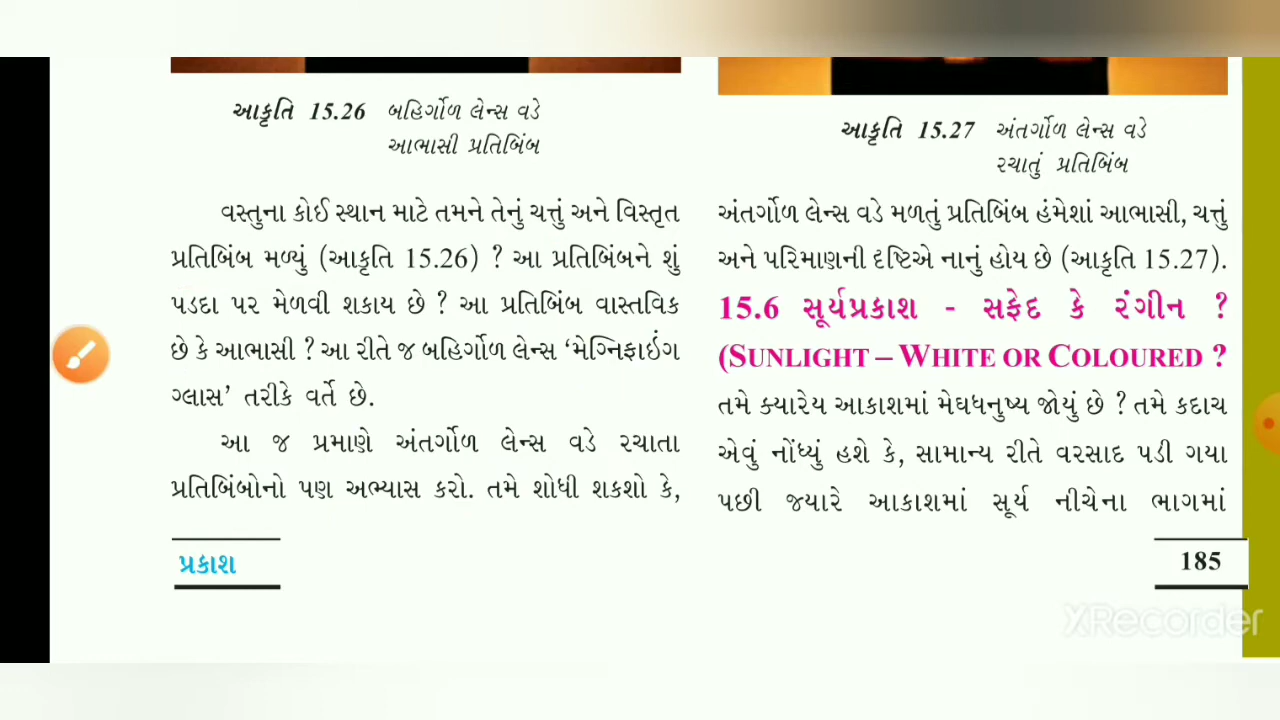 આકૃતિ 15.26 બહિર્ગોળ લેન્સ વડે
આભાસી પ્રતિબિંબ
વસ્તુના કોઈ સ્થાન માટે તમને તેનું ચત્તું અને વિસ્તૃત
પ્રતિબિંબ મળ્યું (આકૃતિ 15.26) ? આ પ્રતિબિંબને શું
પડદા પર મેળવી શકાય છે ? આ પ્રતિબિંબ વાસ્તવિક
છે કે આભાસી ? આ રીતે જ બહિર્ગોળ લેન્સ ‘મેગ્નિફાઇંગ
ગ્લાસ’ તરીકે વર્તે છે.
આ જ પ્રમાણે અંતર્ગોળ લેન્સ વડે રચાતા
પ્રતિબિંબોનો પણ અભ્યાસ કરો. તમે શોધી શકશો કે,
પ્રકાશ
આકૃતિ 15.27 અંતર્ગોળ લેન્સ વડે
રચાતું પ્રતિબિંબ
અંતર્ગોળ લેન્સ વડે મળતું પ્રતિબિંબ હંમેશાં આભાસી, ચત્તું
અને પરિમાણની દૃષ્ટિએ નાનું હોય છે (આકૃતિ 15.27).
15.6 સૂર્યપ્રકાશ - સફેદ કે રંગીન ?
(SUNLIGHT – WHITE OR COLOURED ?
તમે ક્યારેય આકાશમાં મેઘધનુષ્ય જોયું છે ? તમે કદાચ
એવું નોંધ્યું હશે કે, સામાન્ય રીતે વરસાદ પડી ગયા
પછી જ્યારે આકાશમાં સૂર્ય નીચેના ભાગમાં
185
XRecorder